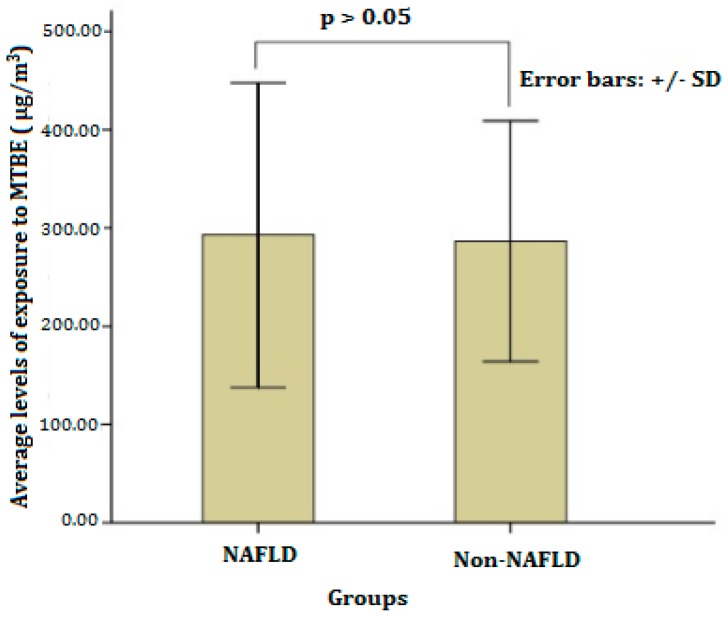 p > 0.05
Error bars: +/- SD
Average levels of exposure to MTBE ( μg/m³)
500.00
400.00
300.00
200.00
100.00
0.00
NAFLD
Non-NAFLD
Groups